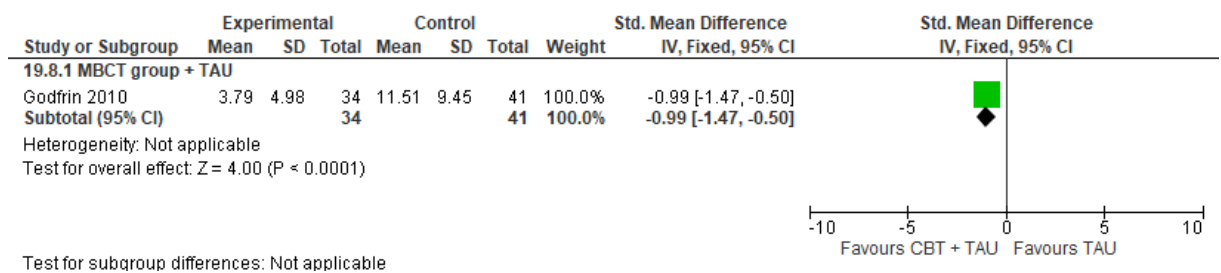 Experimental Control Std. Mean Difference Std. Mean Difference
Study or Subgroup Mean SD Total Mean SD Total Weight IV, Fixed, 95% CI IV, Fixed, 95% CI
19.8.1 MBCT group + TAU
Godfrin 2010 3.79 4.98 34 11.51 9.45 41 100.0% -0.99 [-1.47, -0.50]
Subtotal (95% CI) 34 41 100.0% -0.99 [-1.47, -0.50]
Heterogeneity: Not applicable
Test for overall effect: Z = 4.00 (P < 0.0001)
-10 -5 0 5 10
Favours CBT + TAU Favours TAU
Test for subgroup differences: Not applicable